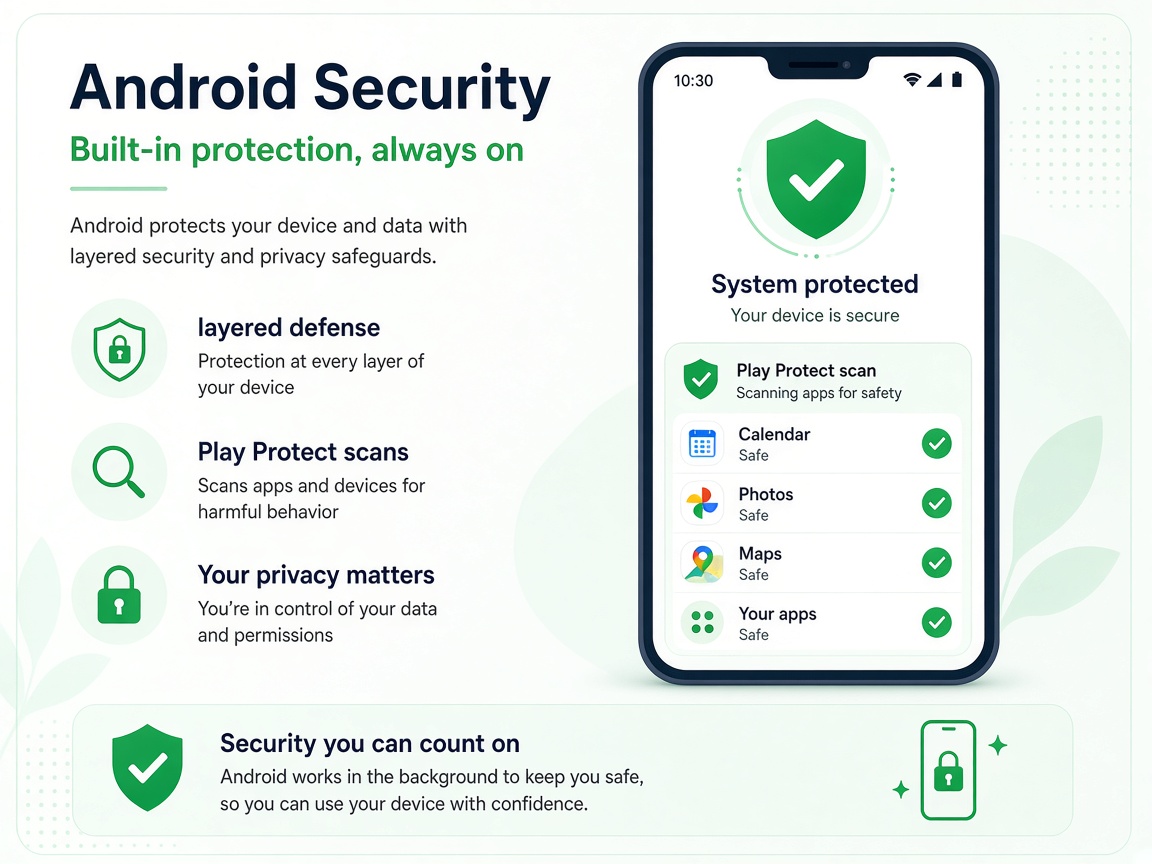 Android Security
Built-in protection, always on
Android protects your device and data with
layered security and privacy safeguards.
layered defense
Protection at every layer of
your device
Play Protect scans
Scans apps and devices for
harmful behavior
Your privacy matters
You're in control of your data
and permissions
10:30
System protected
Your device is secure
Play Protect scan
Scanning apps for safety
Calendar
Safe
Photos
Safe
Maps
Safe
Your apps
Safe
Security you can count on
Android works in the background to keep you safe,
so you can use your device with confidence.